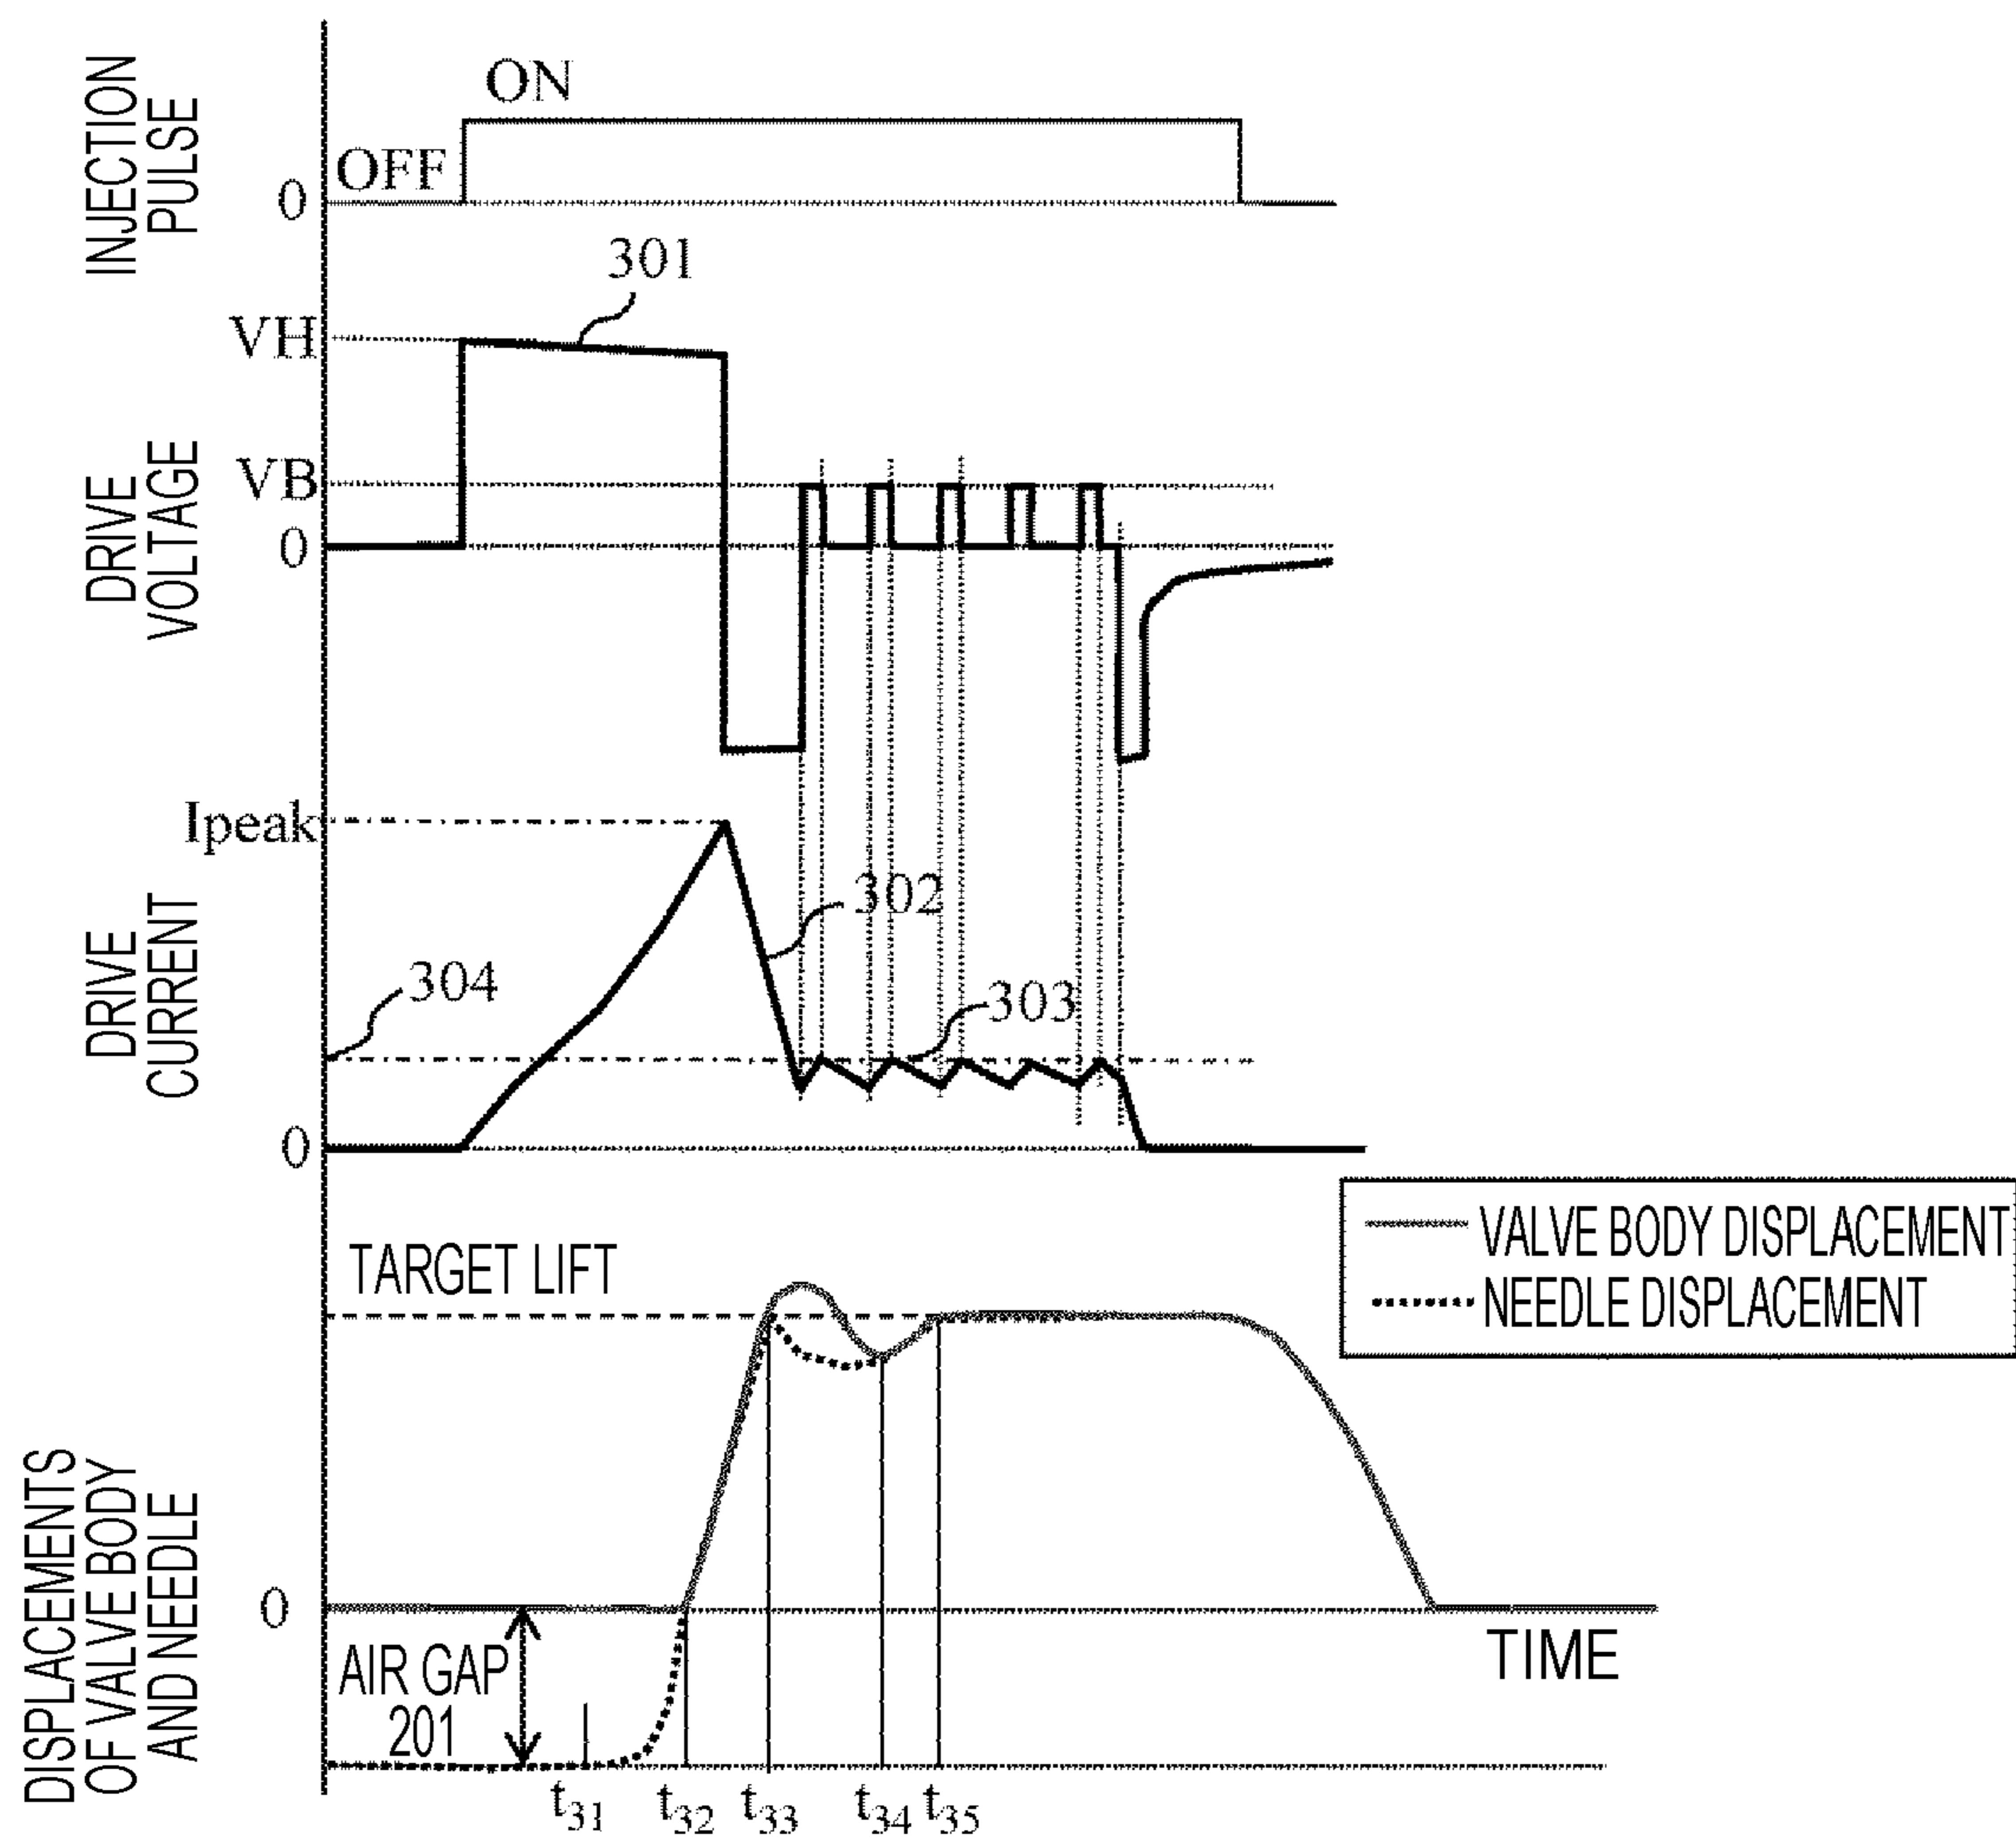 INJECTION
PULSE
ON
OFF
0
301
VH
DRIVE
VOLTAGE
VB
0
Ipeak
302
DRIVE
CURRENT
304
303
0
VALVE BODY DISPLACEMENT
NEEDLE DISPLACEMENT
TARGET LIFT
DISPLACEMENTS
OF VALVE BODY
AND NEEDLE
0
AIR GAP
201
TIME
t31
t32
t33
t34
t35